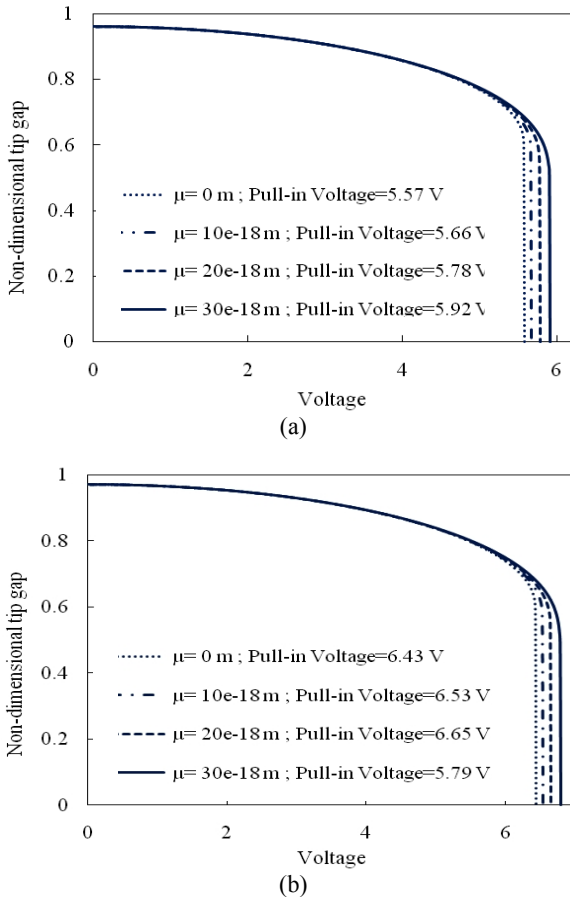 1
0.8
0.6
0.4
0.2
0
Non-dimensional tip gap
μ= 0 m ; Pull-in Voltage=5.57 V
μ= 10e-18 m ; Pull-in Voltage=5.66 V
μ= 20e-18 m ; Pull-in Voltage=5.78 V
μ= 30e-18 m ; Pull-in Voltage=5.92 V
0 2 4 6
Voltage
(a)
1
0.8
0.6
0.4
0.2
0
Non-dimensional tip gap
μ= 0 m ; Pull-in Voltage=6.43 V
μ= 10e-18 m ; Pull-in Voltage=6.53 V
μ= 20e-18 m ; Pull-in Voltage=6.65 V
μ= 30e-18 m ; Pull-in Voltage=5.79 V
0 2 4 6
Voltage
(b)